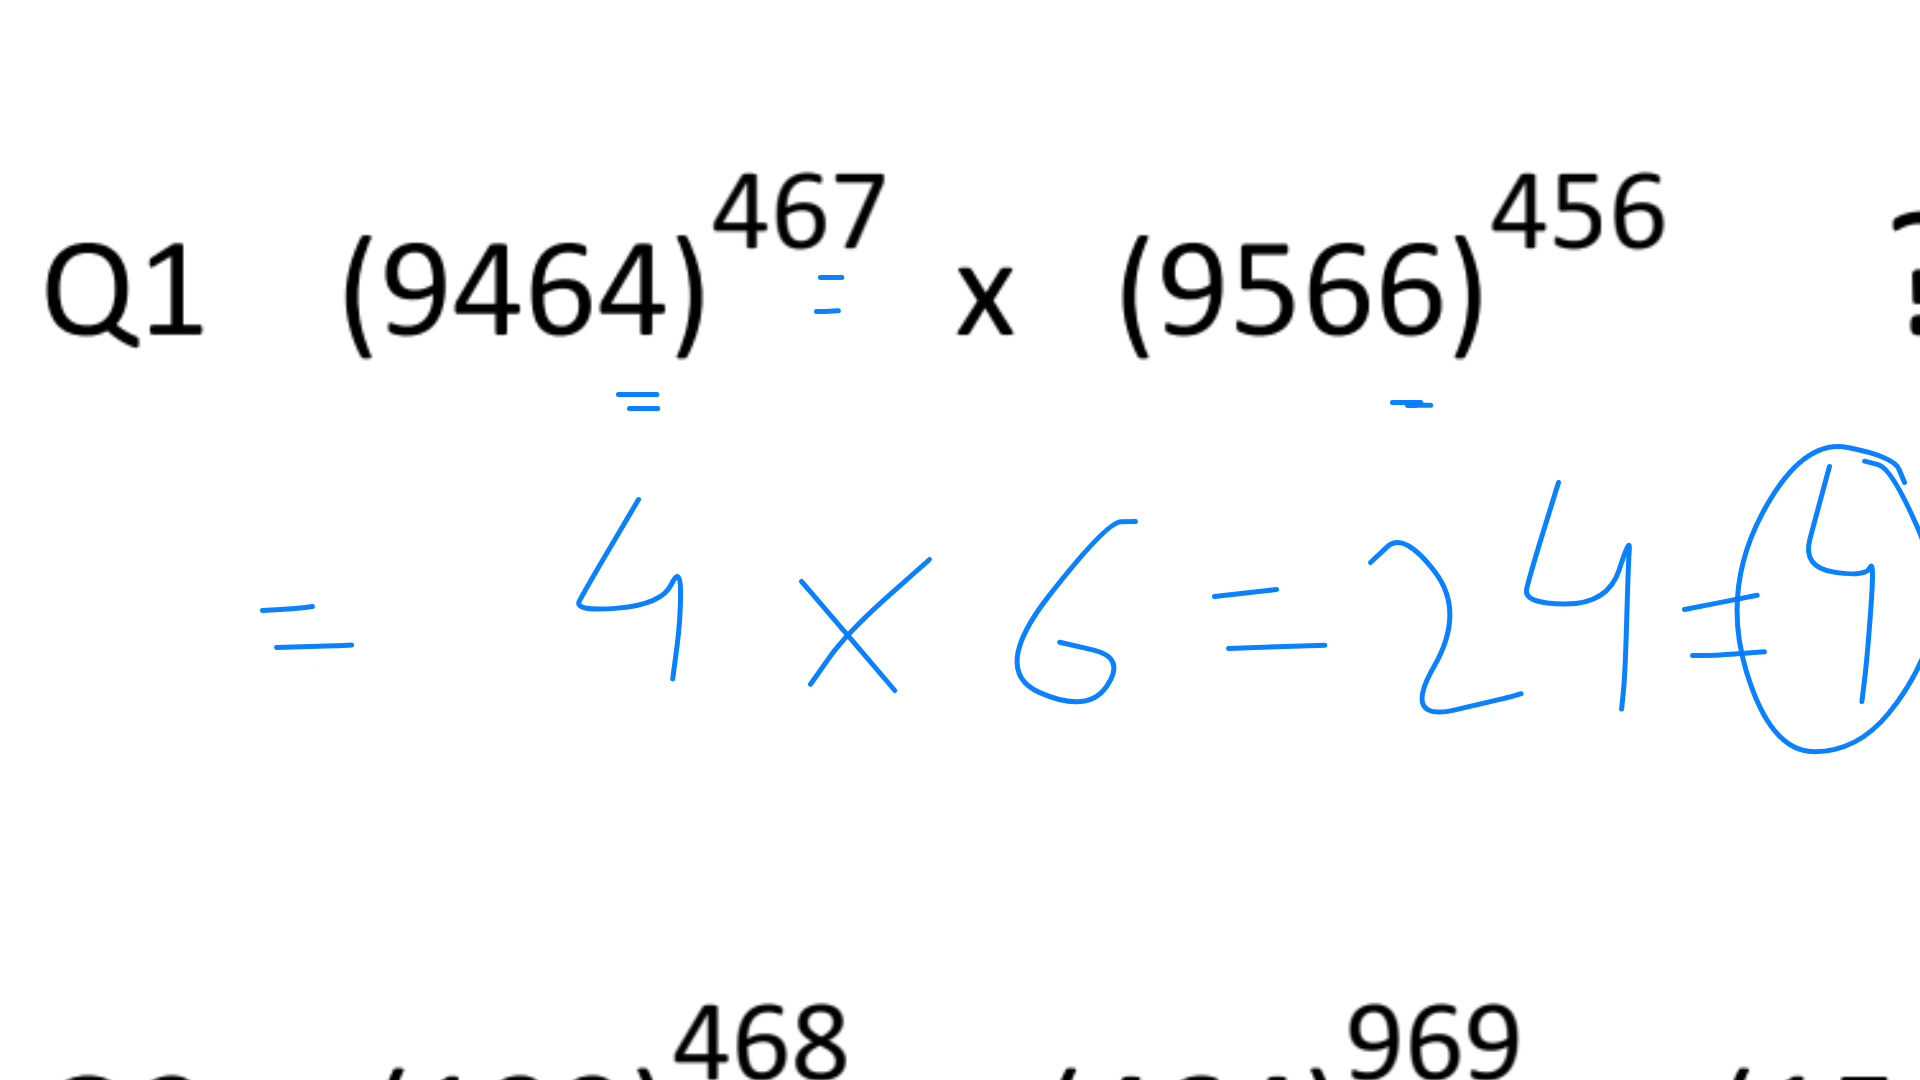 Q1 (9464)^467 x (9566)^456 ?
= 4 × 6 = 24 = 4
468 969